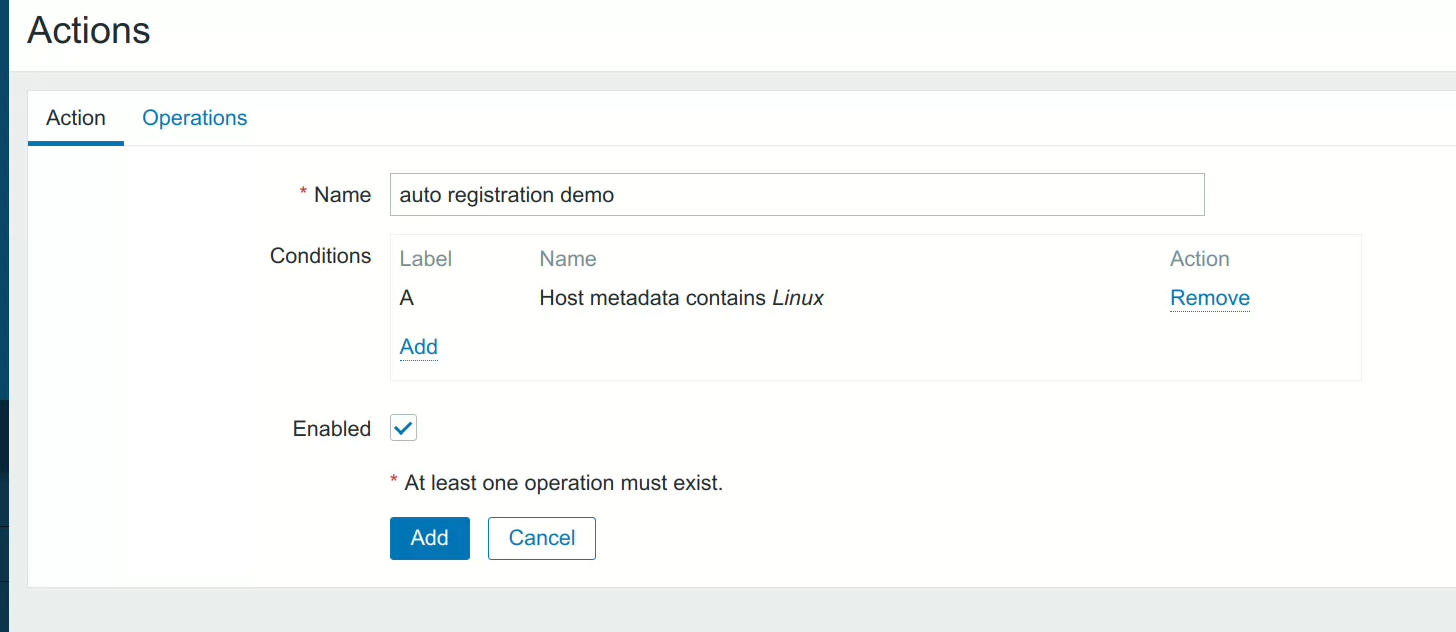 Actions
Action Operations
* Name auto registration demo
Conditions Label Name Action
A Host metadata contains Linux Remove
Add
Enabled
* At least one operation must exist.
Add Cancel